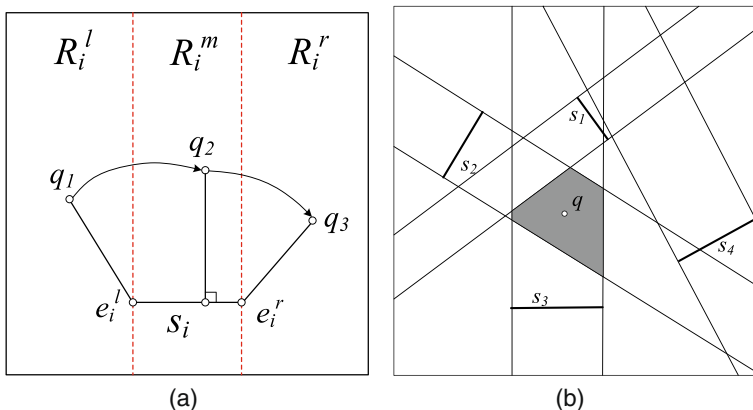 R_i^l R_i^m R_i^r
q_1 q_2 q_3
e_i^l s_i e_i^r
(a)
s_1
s_2
q
s_4
s_3
(b)